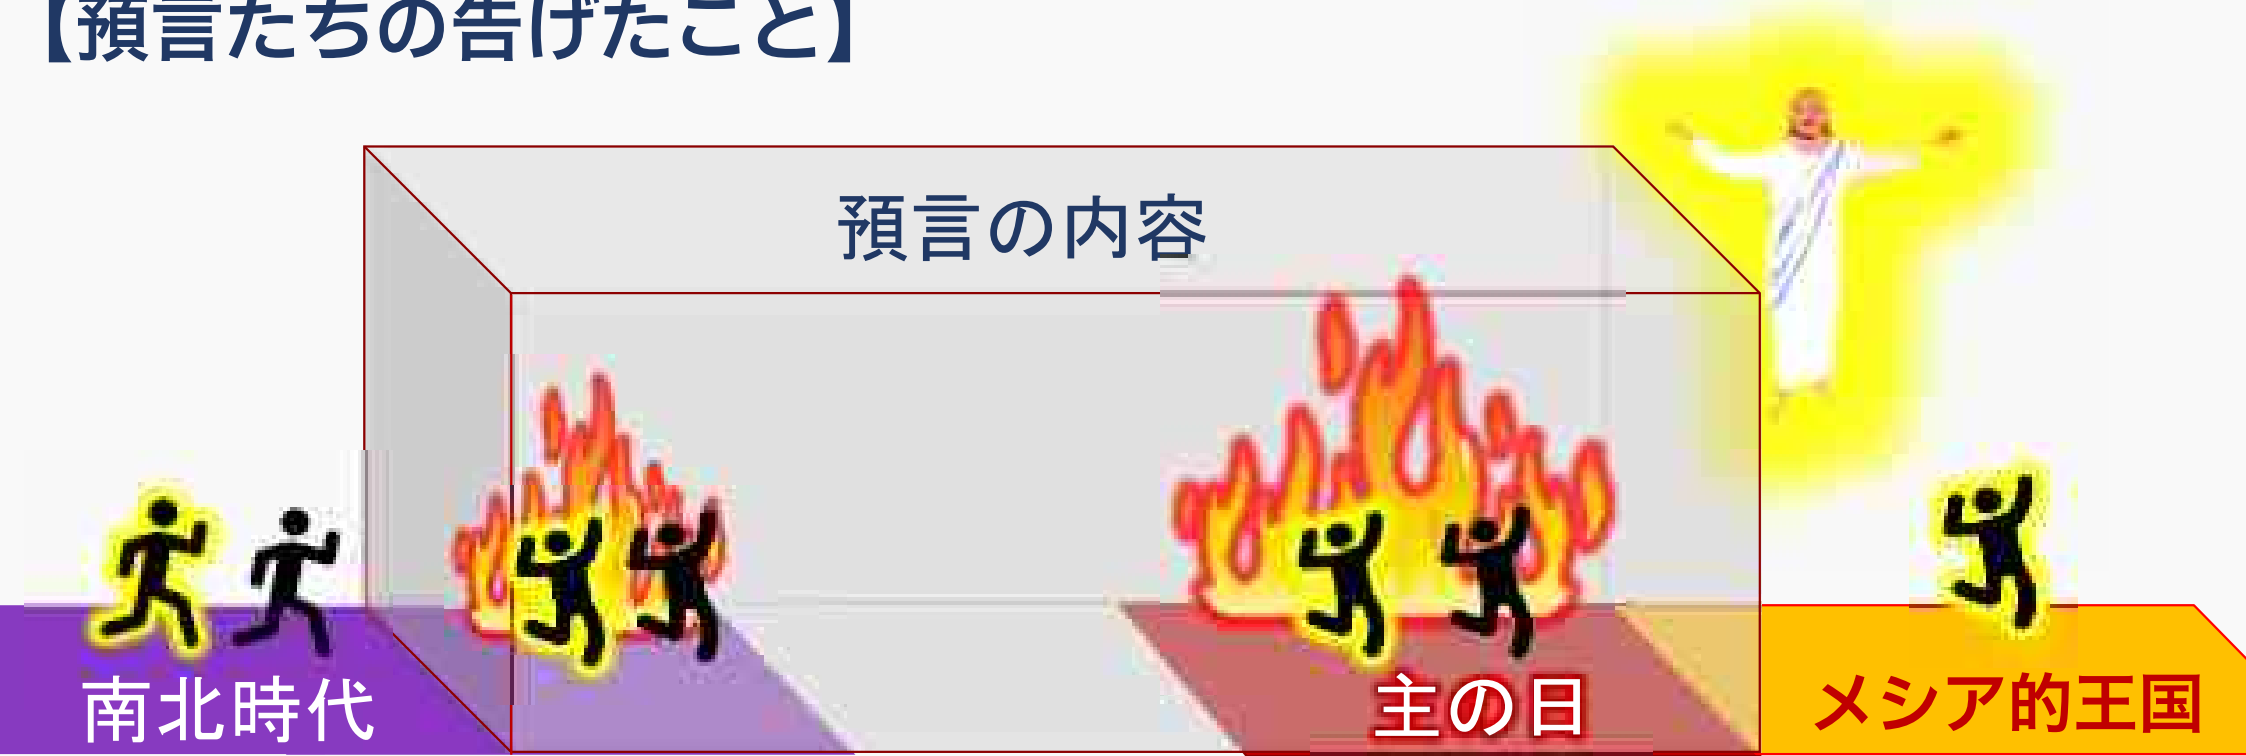 【預言たちの告げたこと】
預言の内容
南北時代
主の日
メシア的王国